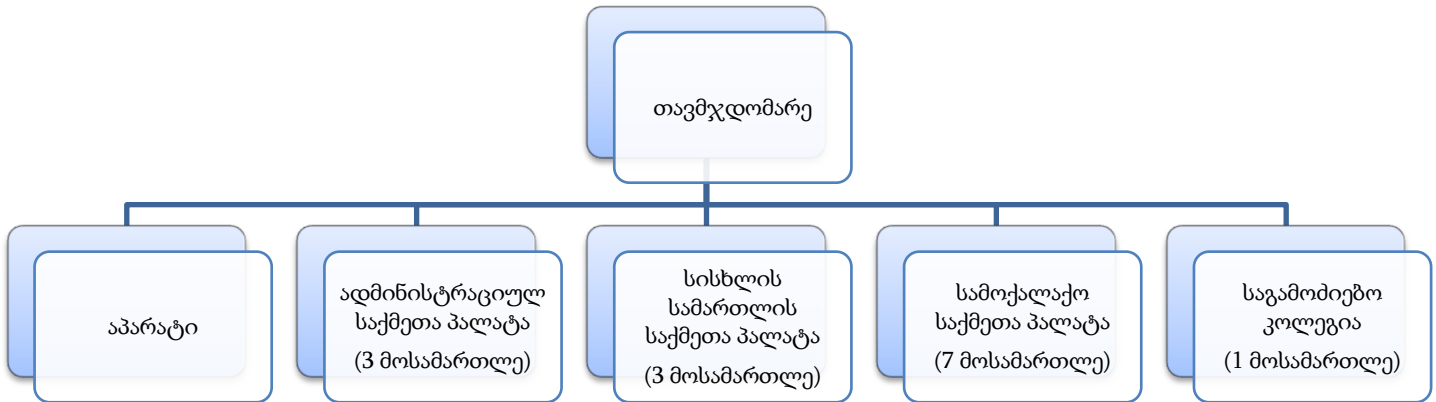 თავმჯდომარე
აპარატი
ადმინისტრაციულ
საქმეთა პალატა
(3 მოსამართლე)
სისხლის
სამართლის
საქმეთა პალატა
(3 მოსამართლე)
სამოქალაქო
საქმეთა პალატა
(7 მოსამართლე)
საგამოძიებო
კოლეგია
(1 მოსამართლე)